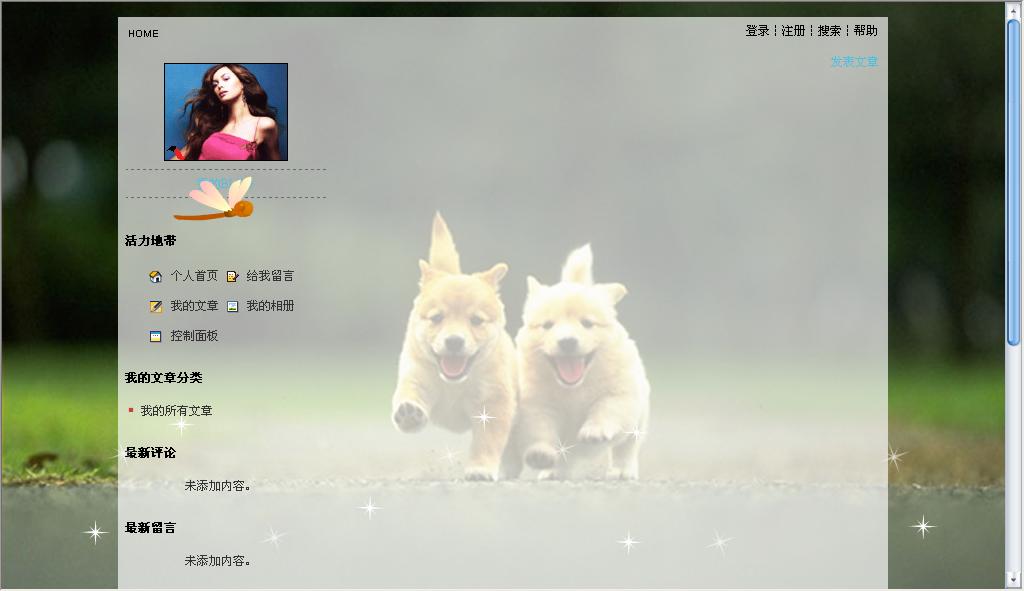 HOME
登录┆注册┆搜索┆帮助
发表文章
活力地带
个人首页 给我留言
我的文章 我的相册
控制面板
我的文章分类
我的所有文章
最新评论
未添加内容。
最新留言
未添加内容。